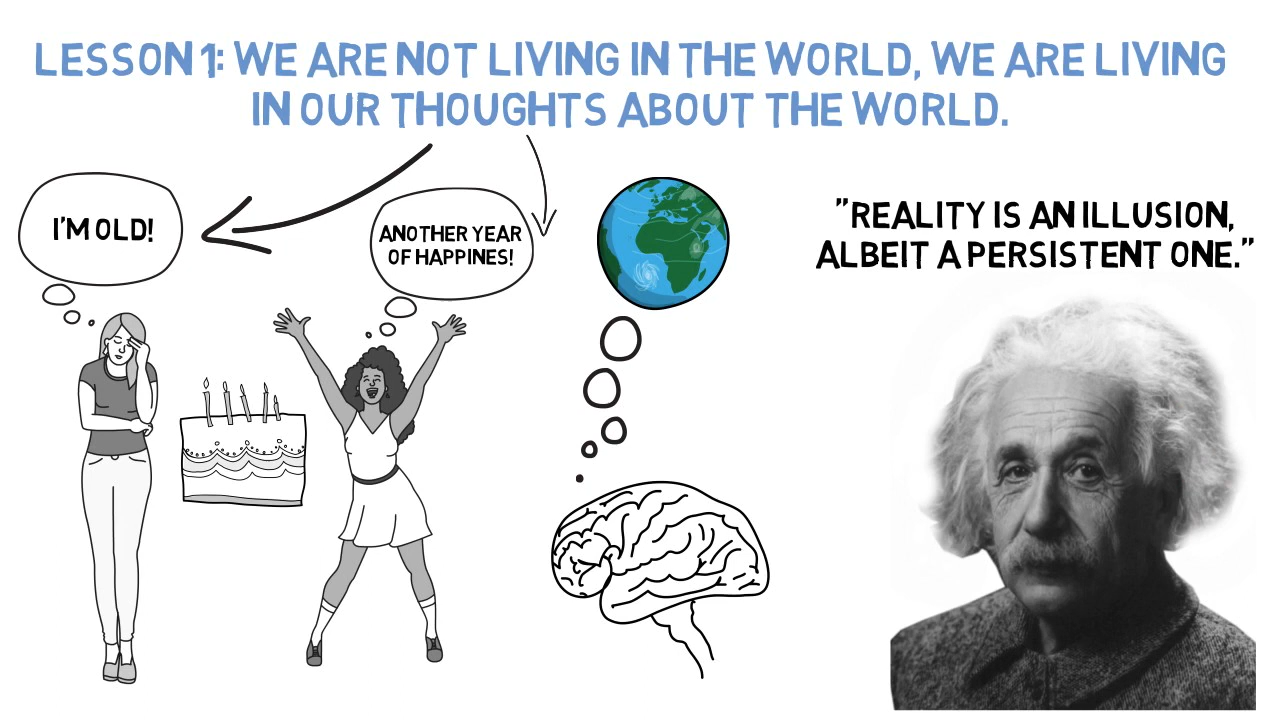 LESSON 1: WE ARE NOT LIVING IN THE WORLD, WE ARE LIVING
IN OUR THOUGHTS ABOUT THE WORLD.
I'M OLD!
ANOTHER YEAR
OF HAPPINES!
"REALITY IS AN ILLUSION,
ALBEIT A PERSISTENT ONE."